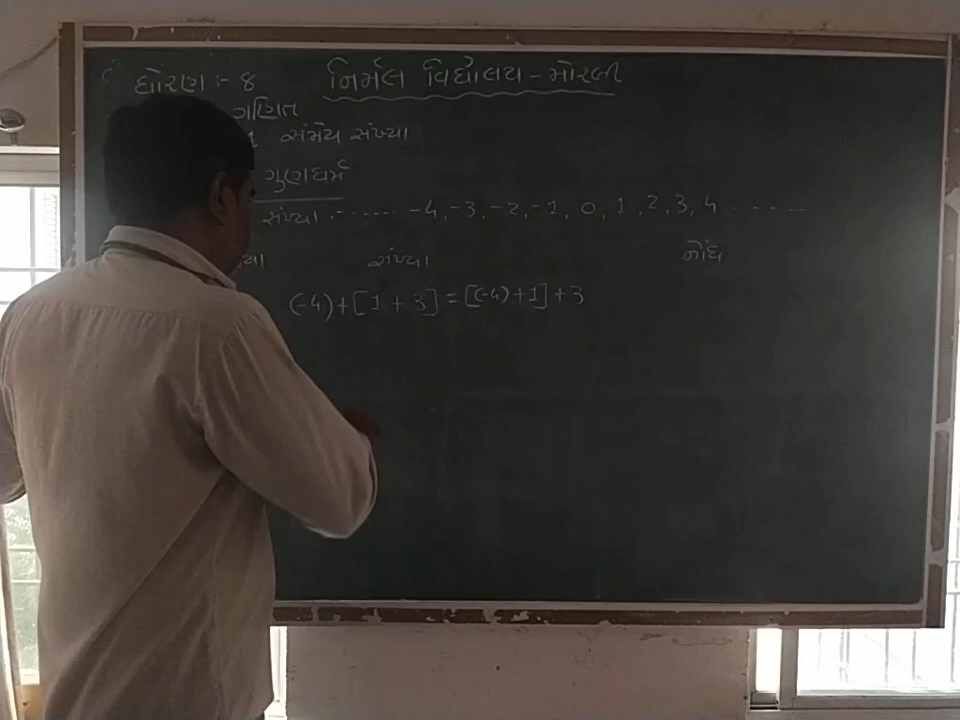 ધોરણ :- ૪ નિર્મલ વિદ્યાલય - મોરબી
ગણિત
સંમેય સંખ્યા
ગુણધર્મ
સંખ્યા :- ..... -4, -3, -2, -1, 0, 1, 2, 3, 4 .....
સંખ્યા નોંધ
(-4) + [1 + 3] = [(-4) + 1] + 3